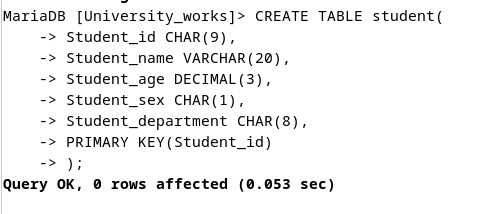 MariaDB [University_works]> CREATE TABLE student(
    -> Student_id CHAR(9),
    -> Student_name VARCHAR(20),
    -> Student_age DECIMAL(3),
    -> Student_sex CHAR(1),
    -> Student_department CHAR(8),
    -> PRIMARY KEY(Student_id)
    -> );
Query OK, 0 rows affected (0.053 sec)